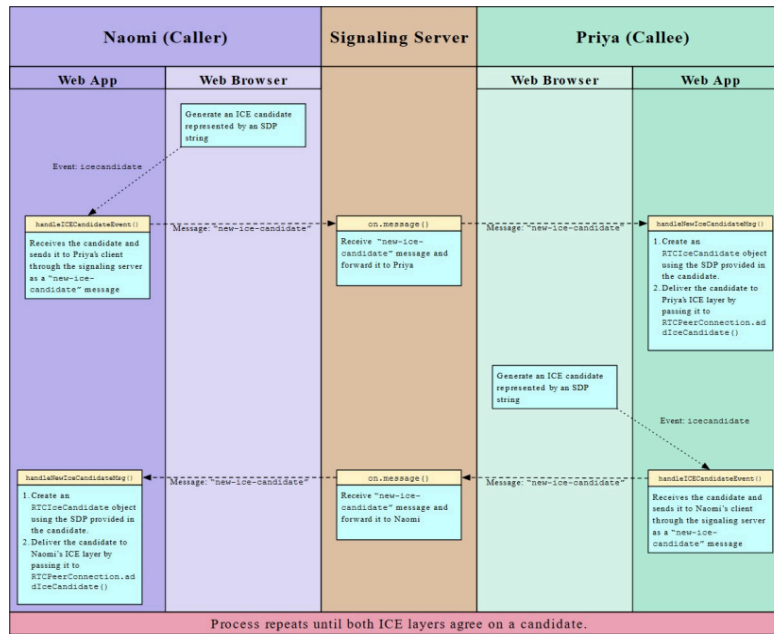 Naomi (Caller)
Signaling Server
Priya (Callee)
Web App
Web Browser
Web Browser
Web App
Generate an ICE candidate
represented by an SDP
string
Event: icecandidate
handleICECandidateEvent()
Receives the candidate and
sends it to Priya's client
through the signaling server
as a "new-ice-
candidate" message
Message: "new-ice-candidate"
on.message()
Receive "new-ice-
candidate" message and
forward it to Priya
Message: "new-ice-candidate"
handleNewIceCandidateMsg()
1. Create an
RTCIceCandidate object
using the SDP provided in
the candidate.
2. Deliver the candidate to
Priya's ICE layer by
passing it to
RTCPeerConnection.ad
dIceCandidate()
Generate an ICE candidate
represented by an SDP
string
Event: icecandidate
handleICECandidateEvent()
Receives the candidate and
sends it to Naomi's client
through the signaling server
as a "new-ice-
candidate" message
Message: "new-ice-candidate"
on.message()
Receive "new-ice-
candidate" message and
forward it to Naomi
Message: "new-ice-candidate"
handleNewIceCandidateMsg()
1. Create an
RTCIceCandidate object
using the SDP provided in
the candidate.
2. Deliver the candidate to
Naomi's ICE layer by
passing it to
RTCPeerConnection.ad
dIceCandidate()
Process repeats until both ICE layers agree on a candidate.